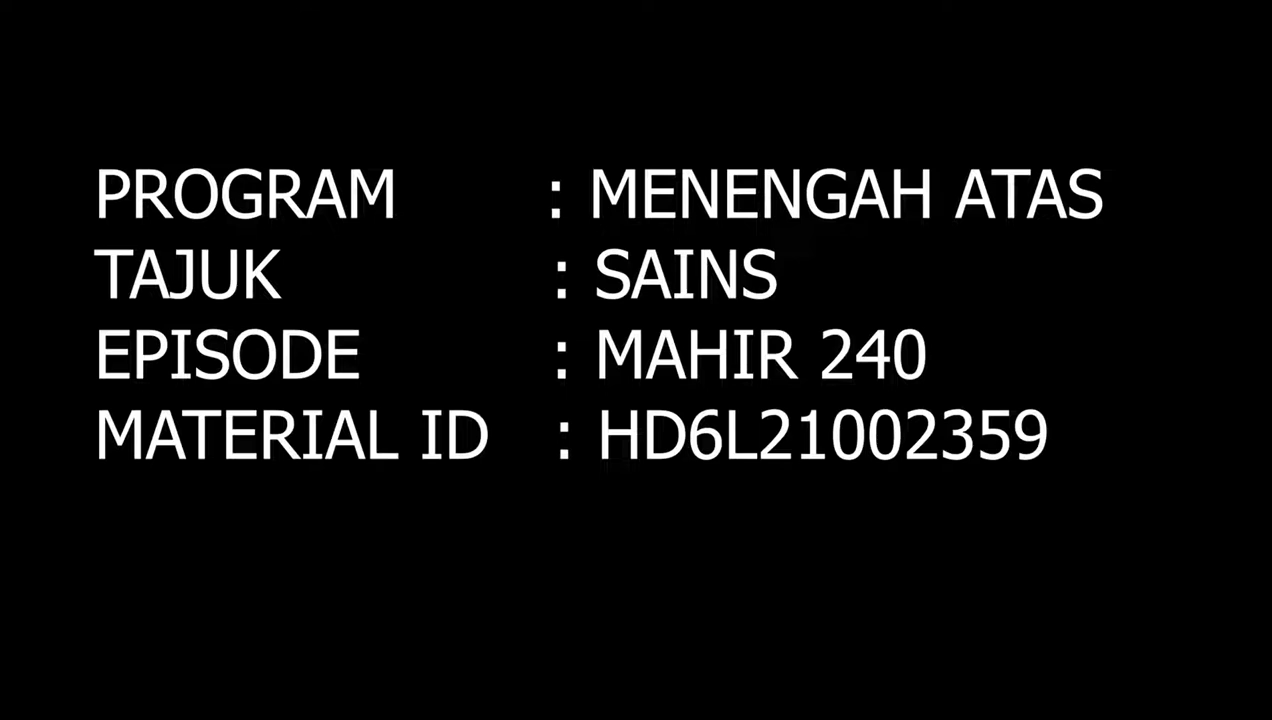 PROGRAM : MENENGAH ATAS
TAJUK : SAINS
EPISODE : MAHIR 240
MATERIAL ID : HD6L21002359